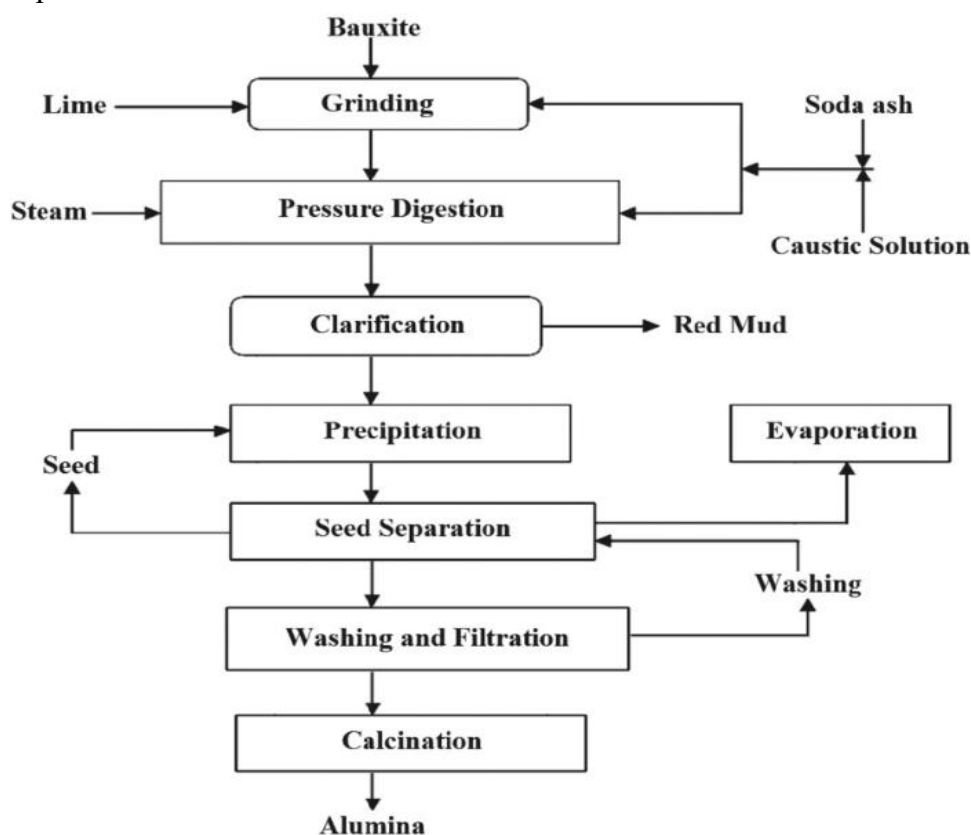 Bauxite
Lime
Grinding
Soda ash
Steam
Pressure Digestion
Caustic Solution
Clarification
Red Mud
Precipitation
Evaporation
Seed
Seed Separation
Washing
Washing and Filtration
Calcination
Alumina